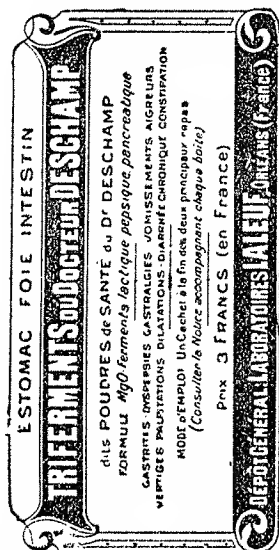 ESTOMAC FOIE INTESTIN
TRIFERMENTS DU DOCTEUR DESCHAMP
dits POUDRES de SANTÉ du Dr DESCHAMP
FORMULE MgO Ferments lactique pepsique, pancreatique
GASTRITES-DYSPEPSIES GASTRALGIES VOMISSEMENTS AIGREURS
VERTIGES PALPITATIONS DILATATIONS-DIARRHÉE CHRONIQUE CONSTIPATION
MODE d'EMPLOI Un Cachet à la fin des deux principaux repas
(Consulter la Notice accompagnant chaque boîte)
Prix 3 FRANCS (en France)
DEPÔT GÉNÉRAL: LABORATOIRES LALEUF, ORLÉANS (France)